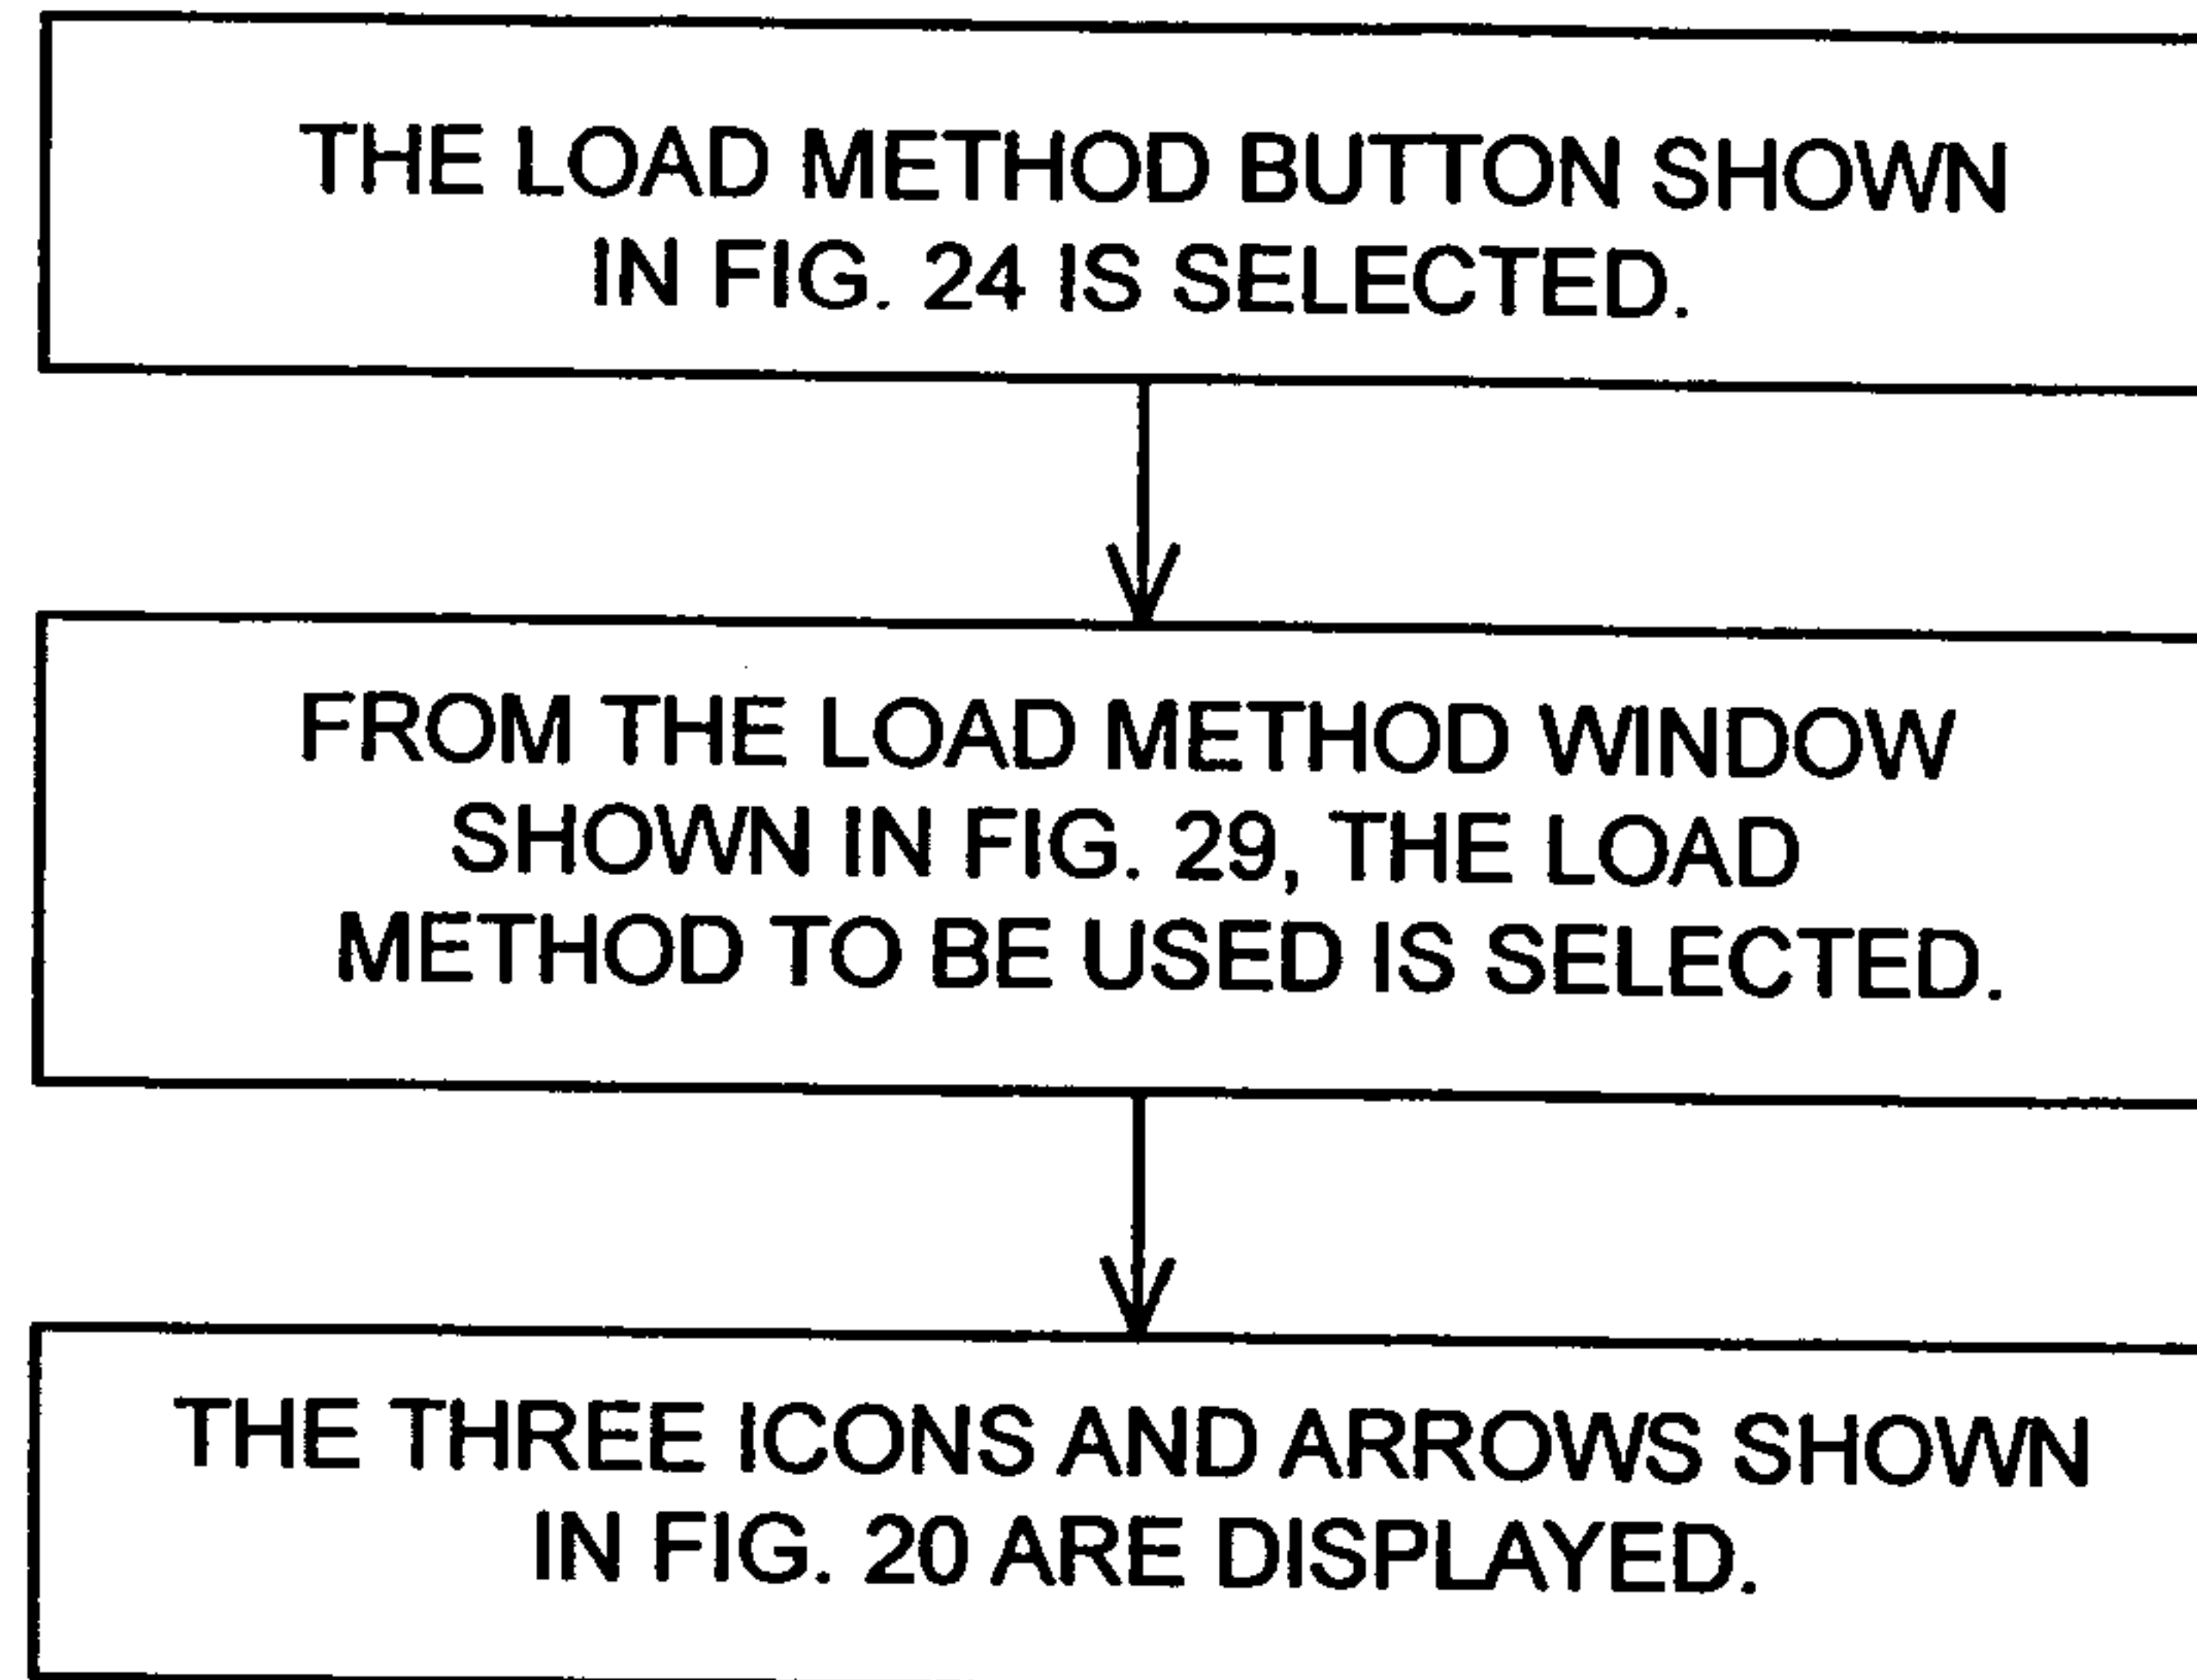 THE LOAD METHOD BUTTON SHOWN
IN FIG. 24 IS SELECTED.
FROM THE LOAD METHOD WINDOW
SHOWN IN FIG. 29, THE LOAD
METHOD TO BE USED IS SELECTED.
THE THREE ICONS AND ARROWS SHOWN
IN FIG. 20 ARE DISPLAYED.